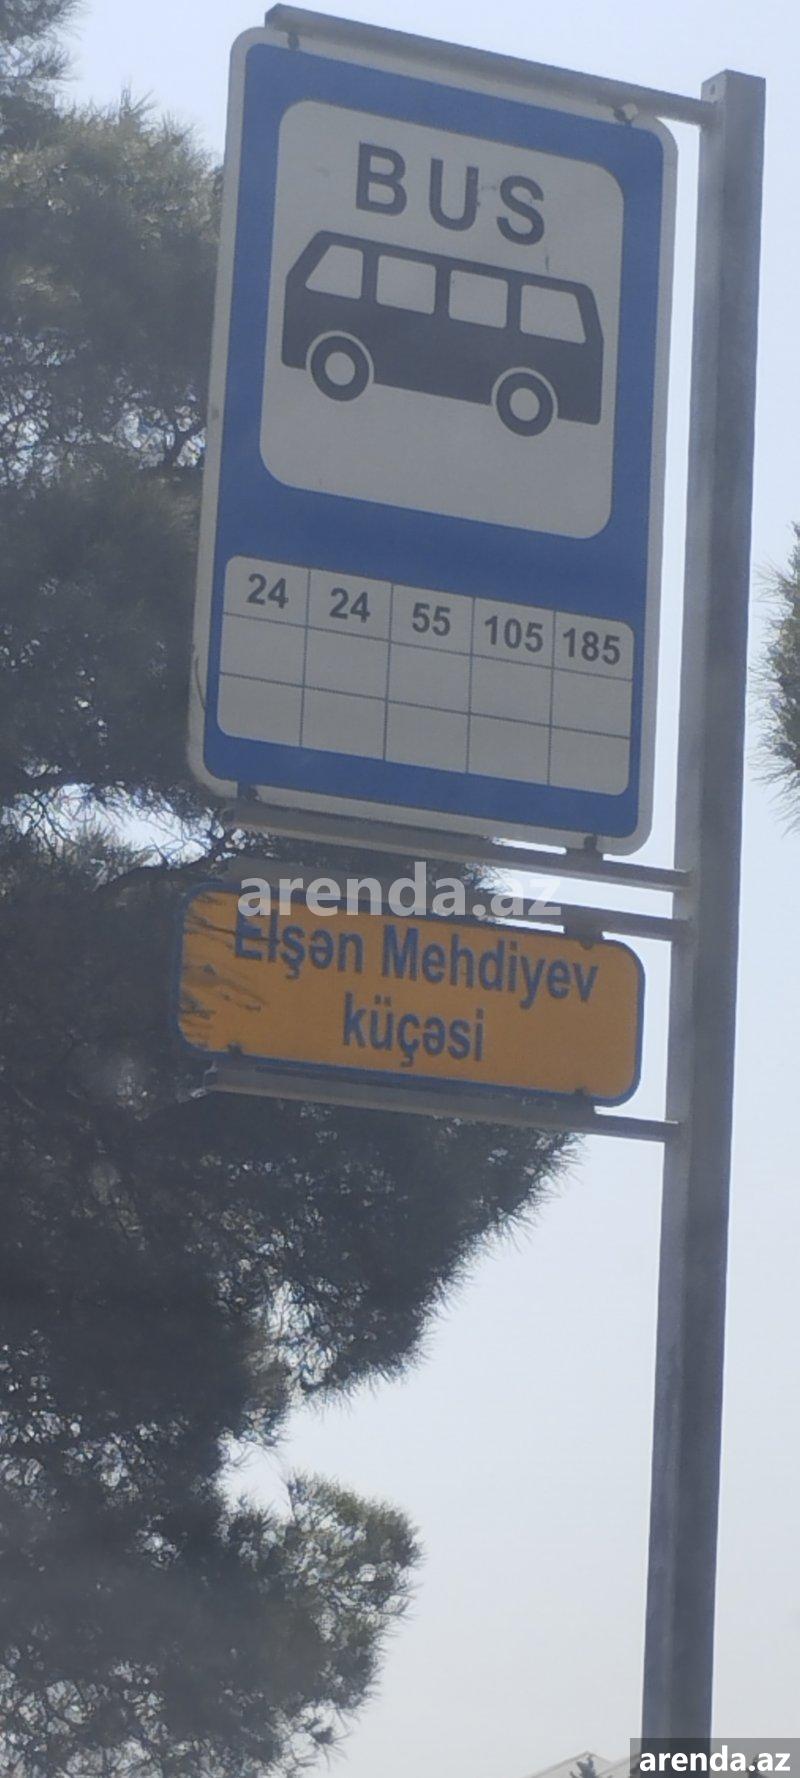 BUS
24 24 55 105 185
arenda.az
Elşən Mehdiyev
küçəsi
arenda.az